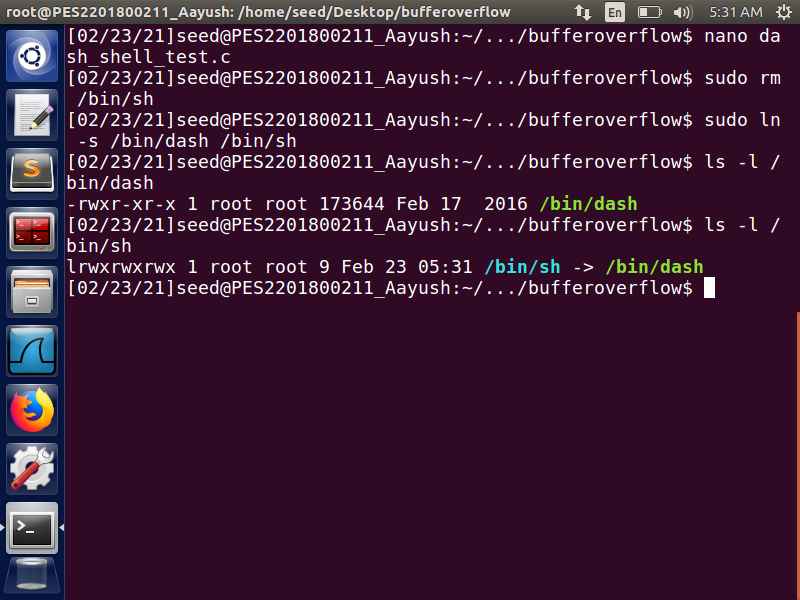 root@PES2201800211_Aayush: /home/seed/Desktop/bufferoverflow En 5:31 AM
[02/23/21]seed@PES2201800211_Aayush:~/.../bufferoverflow$ nano da
sh_shell_test.c
[02/23/21]seed@PES2201800211_Aayush:~/.../bufferoverflow$ sudo rm
 /bin/sh
[02/23/21]seed@PES2201800211_Aayush:~/.../bufferoverflow$ sudo ln
 -s /bin/dash /bin/sh
[02/23/21]seed@PES2201800211_Aayush:~/.../bufferoverflow$ ls -l /
bin/dash
-rwxr-xr-x 1 root root 173644 Feb 17  2016 /bin/dash
[02/23/21]seed@PES2201800211_Aayush:~/.../bufferoverflow$ ls -l /
bin/sh
lrwxrwxrwx 1 root root 9 Feb 23 05:31 /bin/sh -> /bin/dash
[02/23/21]seed@PES2201800211_Aayush:~/.../bufferoverflow$